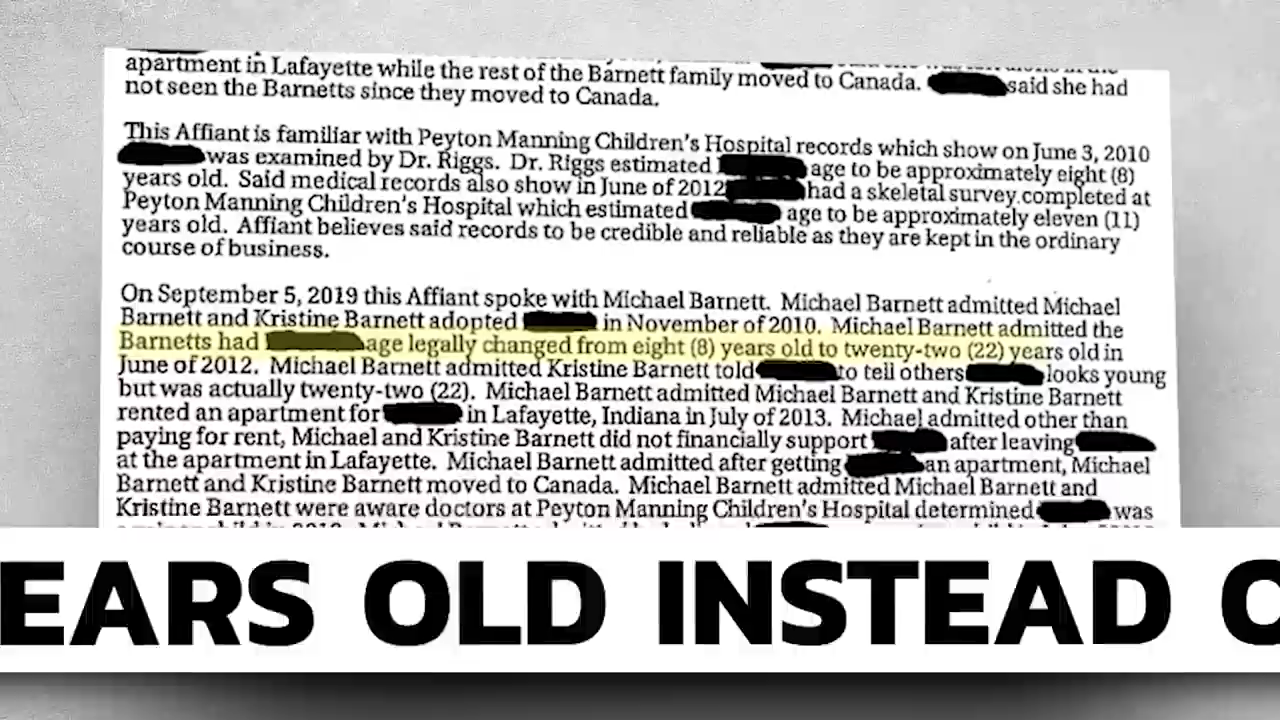 apartment in Lafayette while the rest of the Barnett family moved to Canada. said she had
not seen the Barnetts since they moved to Canada.
This Affiant is familiar with Peyton Manning Children's Hospital records which show on June 3, 2010
was examined by Dr. Riggs. Dr. Riggs estimated age to be approximately eight (8)
years old. Said medical records also show in June of 2012 had a skeletal survey completed at
Peyton Manning Children's Hospital which estimated age to be approximately eleven (11)
years old. Affiant believes said records to be credible and reliable as they are kept in the ordinary
course of business.
On September 5, 2019 this Affiant spoke with Michael Barnett. Michael Barnett admitted Michael
Barnett and Kristine Barnett adopted in November of 2010. Michael Barnett admitted the
Barnetts had age legally changed from eight (8) years old to twenty-two (22) years old in
June of 2012. Michael Barnett admitted Kristine Barnett told to tell others looks young
but was actually twenty-two (22). Michael Barnett admitted Michael Barnett and Kristine Barnett
rented an apartment for in Lafayette, Indiana in July of 2013. Michael admitted other than
paying for rent, Michael and Kristine Barnett did not financially support after leaving
at the apartment in Lafayette. Michael Barnett admitted after getting an apartment, Michael
Barnett and Kristine Barnett moved to Canada. Michael Barnett admitted Michael Barnett and
Kristine Barnett were aware doctors at Peyton Manning Children's Hospital determined was
EARS OLD INSTEAD O